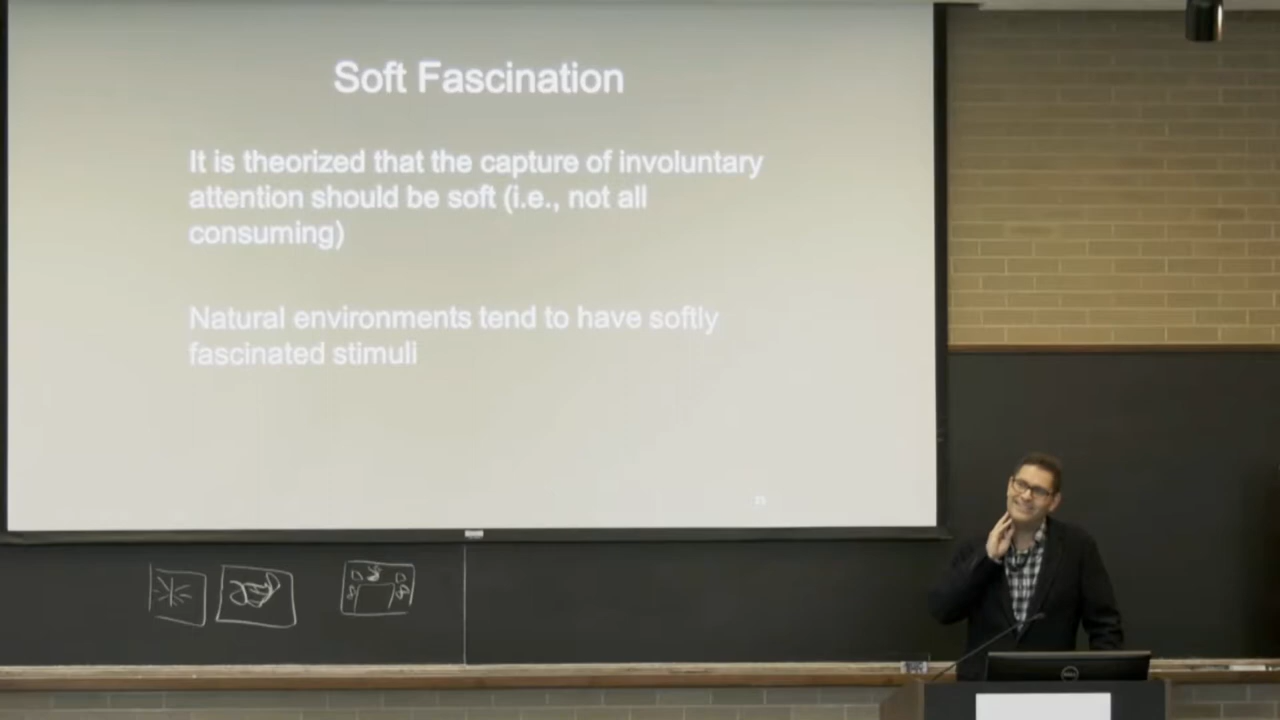 Soft Fascination
It is theorized that the capture of involuntary
attention should be soft (i.e., not all
consuming)
Natural environments tend to have softly
fascinated stimuli
DELL